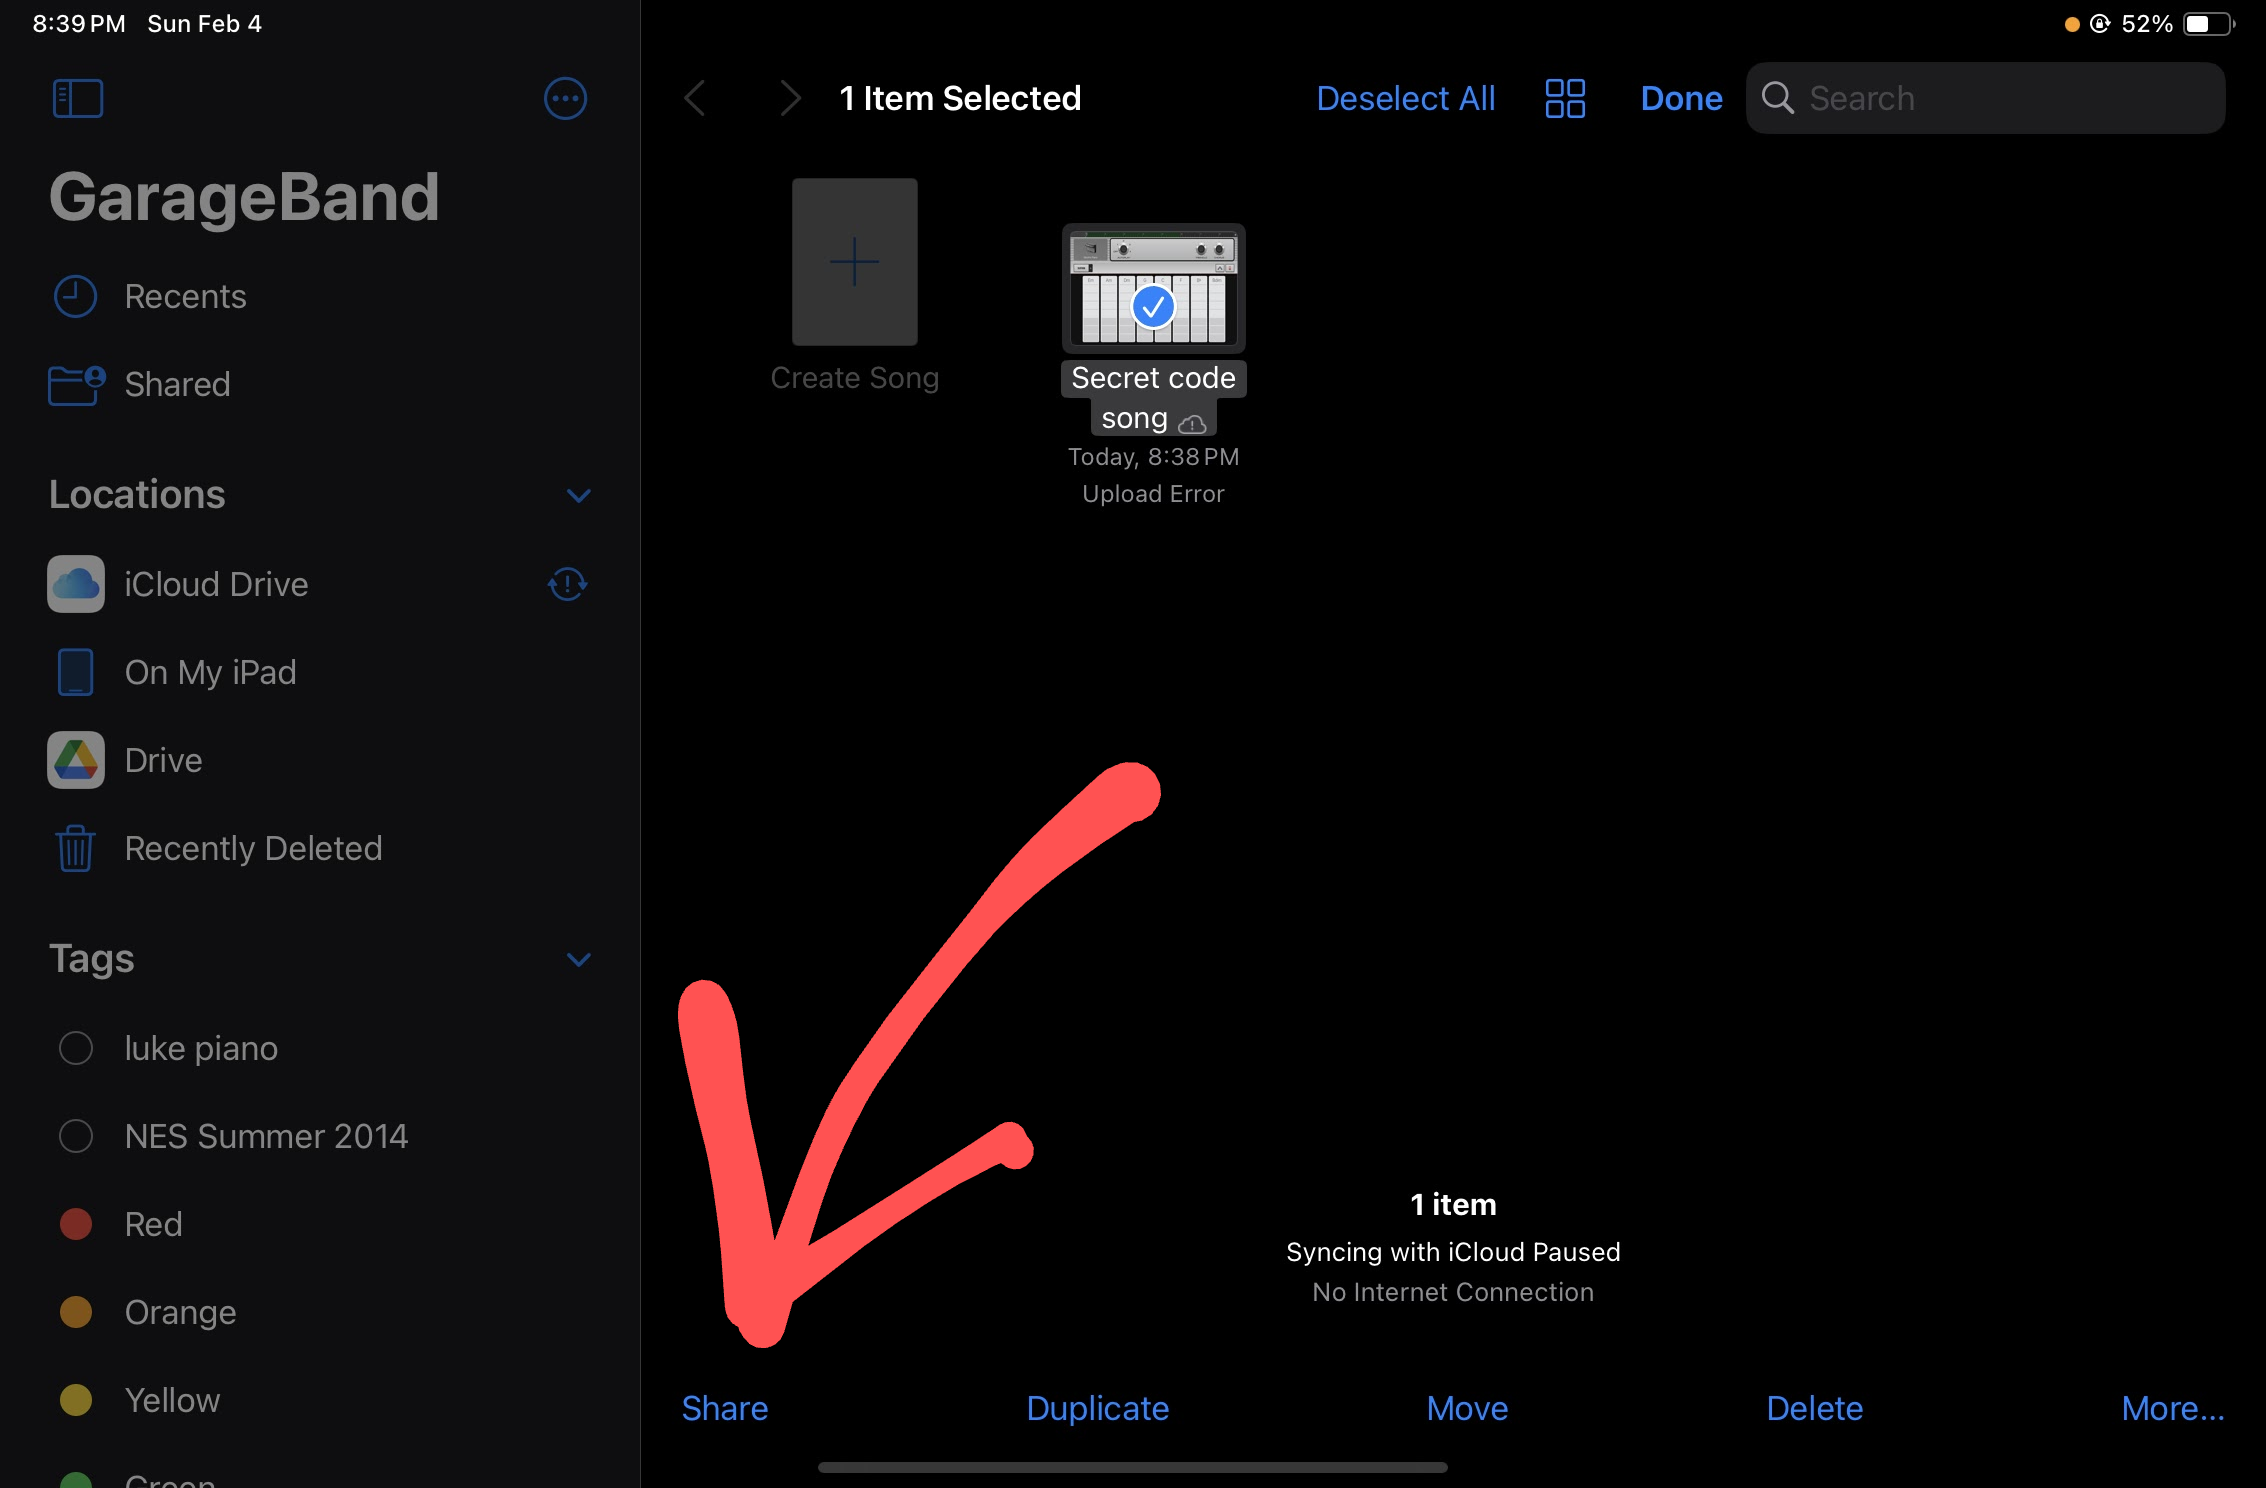 8:39 PM Sun Feb 4
52%
GarageBand
Recents
Shared
Locations
iCloud Drive
On My iPad
Drive
Recently Deleted
Tags
luke piano
NES Summer 2014
Red
Orange
Yellow
Green
1 Item Selected
Deselect All
Done
Search
Create Song
Secret code
song
Today, 8:38 PM
Upload Error
1 item
Syncing with iCloud Paused
No Internet Connection
Share
Duplicate
Move
Delete
More...